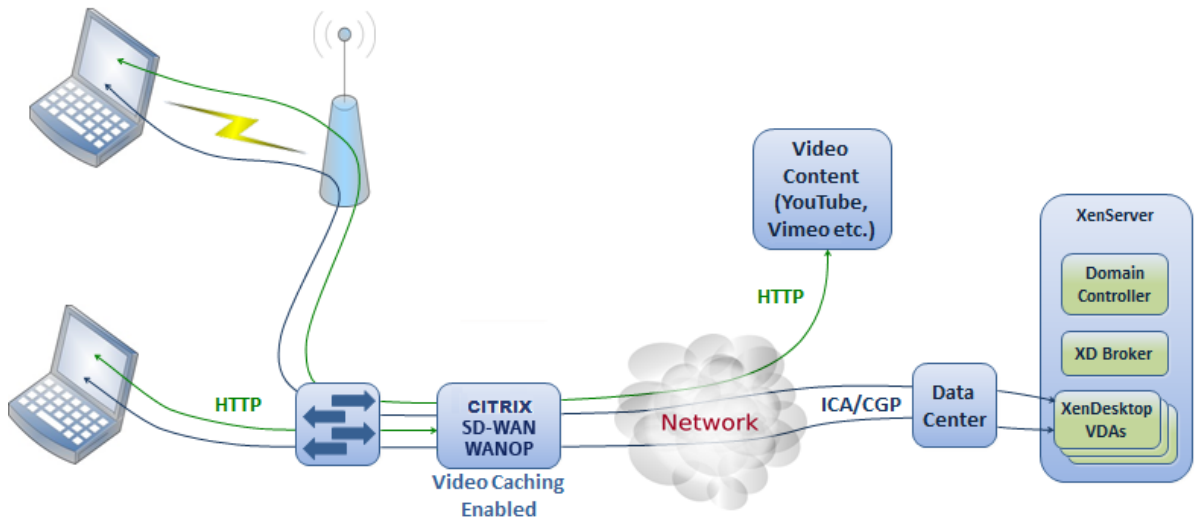 Video
Content
(YouTube,
Vimeo etc.)
XenServer
Domain
Controller
HTTP
XD Broker
HTTP
CITRIX
SD-WAN
WANOP
Network
ICA/CGP
Data
Center
XenDesktop
VDAs
Video Caching
Enabled